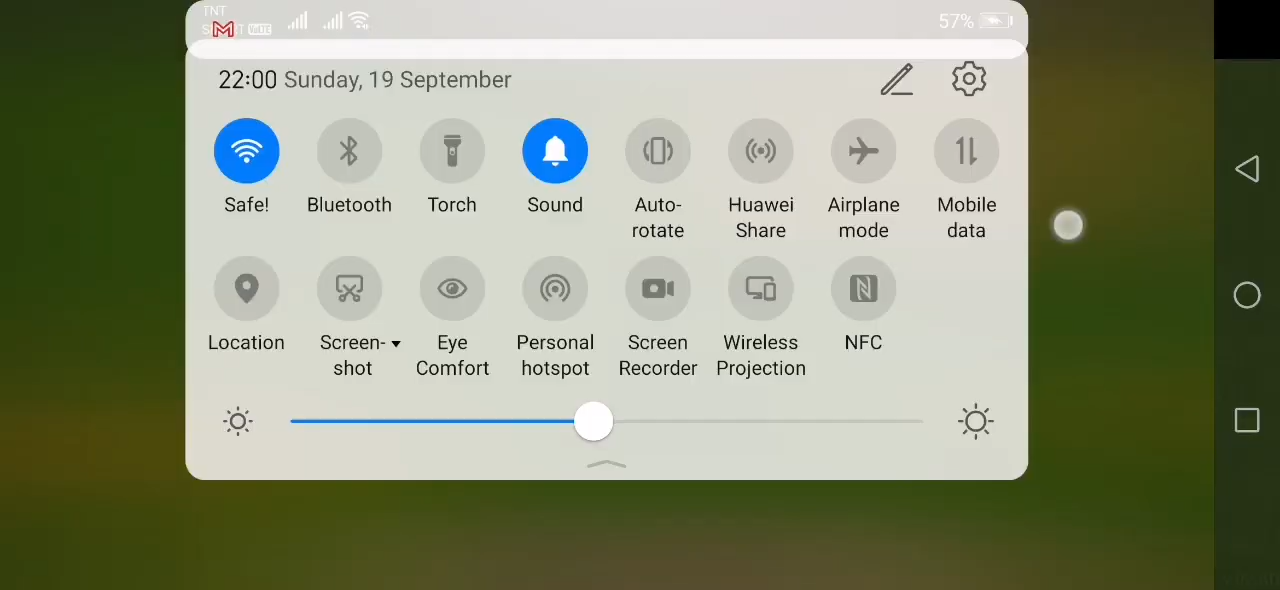 TNT
VoLTE
57%
22:00 Sunday, 19 September
Safe! Bluetooth Torch Sound Auto-rotate Huawei Share Airplane mode Mobile data
Location Screen-shot Eye Comfort Personal hotspot Screen Recorder Wireless Projection NFC